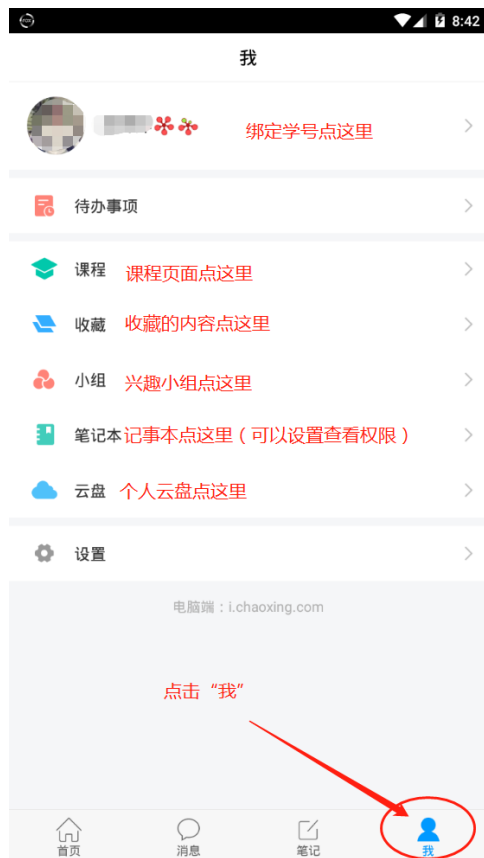 8:42
我
绑定学号点这里
待办事项
课程 课程页面点这里
收藏 收藏的内容点这里
小组 兴趣小组点这里
笔记本 记事本点这里（可以设置查看权限）
云盘 个人云盘点这里
设置
电脑端：i.chaoxing.com
点击“我”
首页 消息 笔记 我